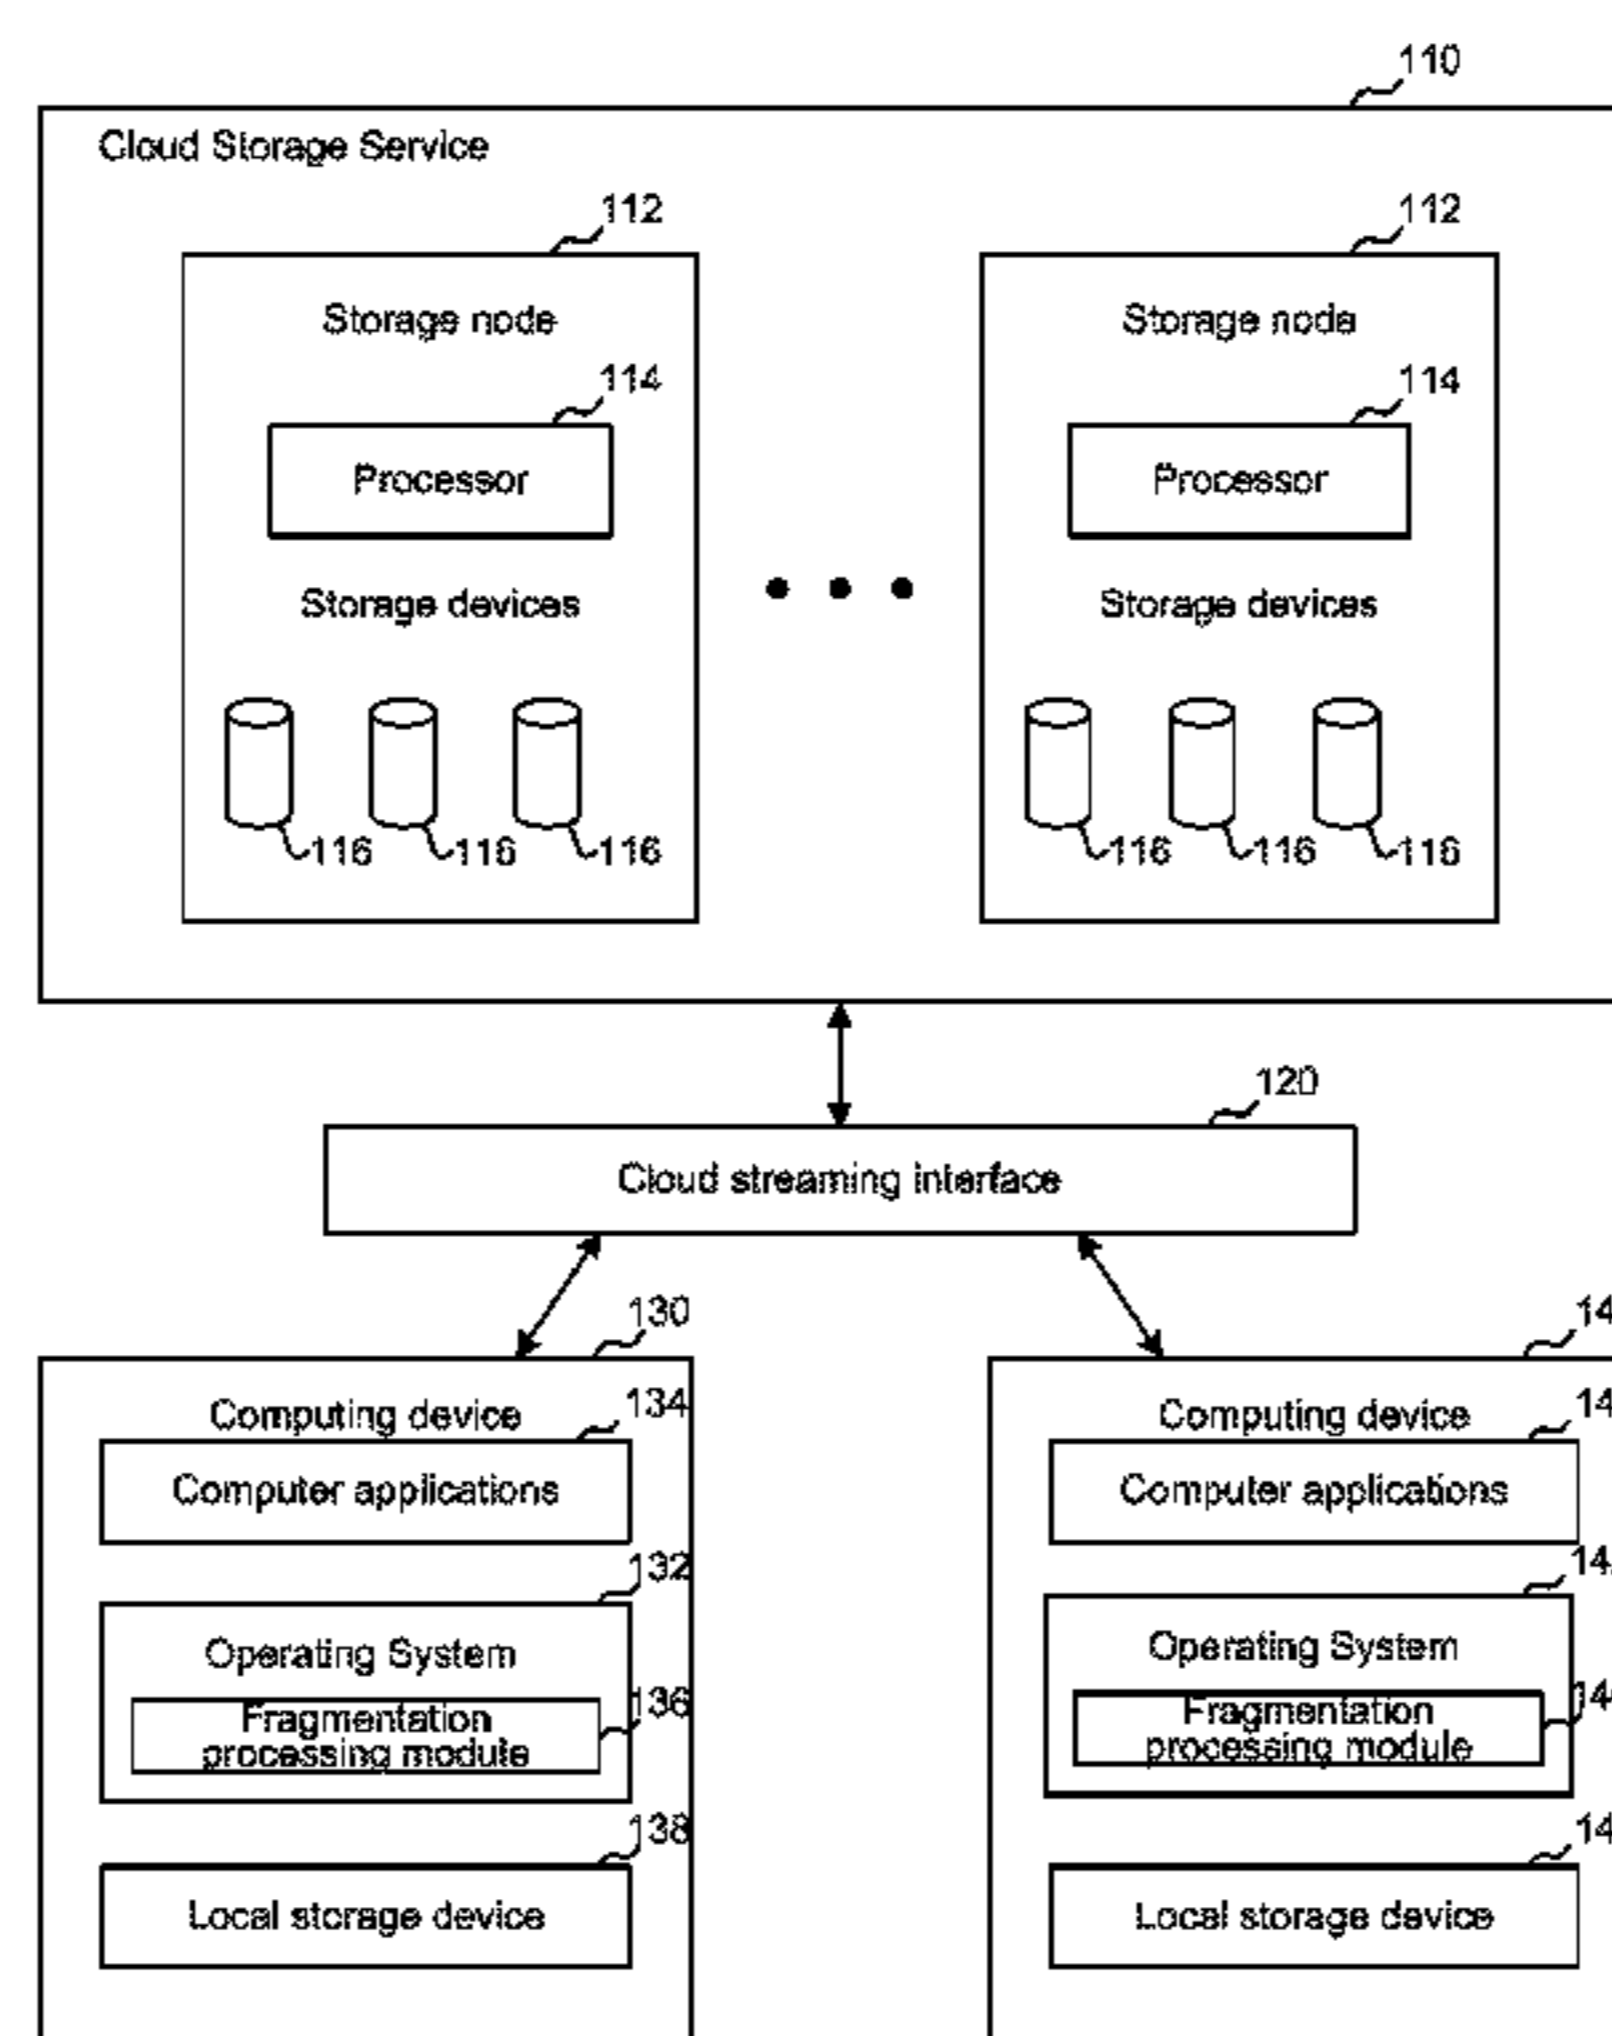 110
Cloud Storage Service
112 112
Storage node Storage node
114 114
Processor Processor
Storage devices Storage devices
116 116 116 116 116 116
120
Cloud streaming interface
130
Computing device Computing device
134
Computer applications Computer applications
132
Operating System Operating System
136
Fragmentation Fragmentation
processing module processing module
138
Local storage device Local storage device